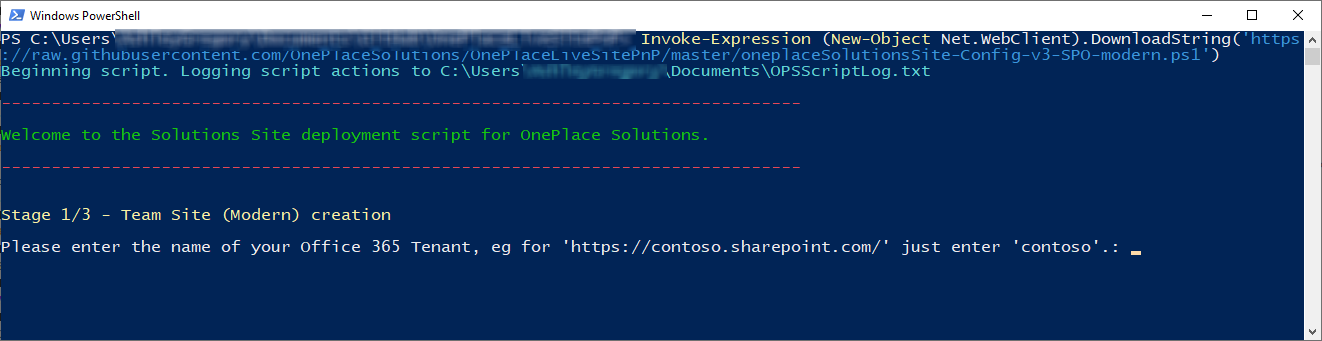 Windows PowerShell
PS C:\Users\ Invoke-Expression (New-Object Net.WebClient).DownloadString('https
://raw.githubusercontent.com/OnePlaceSolutions/OnePlaceLiveSitePnP/master/oneplaceSolutionsSite-Config-v3-SPO-modern.ps1')
Beginning script. Logging script actions to C:\Users\ \Documents\OPSScriptLog.txt
--------------------------------------------------------------------------------
Welcome to the Solutions Site deployment script for OnePlace Solutions.
--------------------------------------------------------------------------------
Stage 1/3 - Team Site (Modern) creation
Please enter the name of your Office 365 Tenant, eg for 'https://contoso.sharepoint.com/' just enter 'contoso'.: _